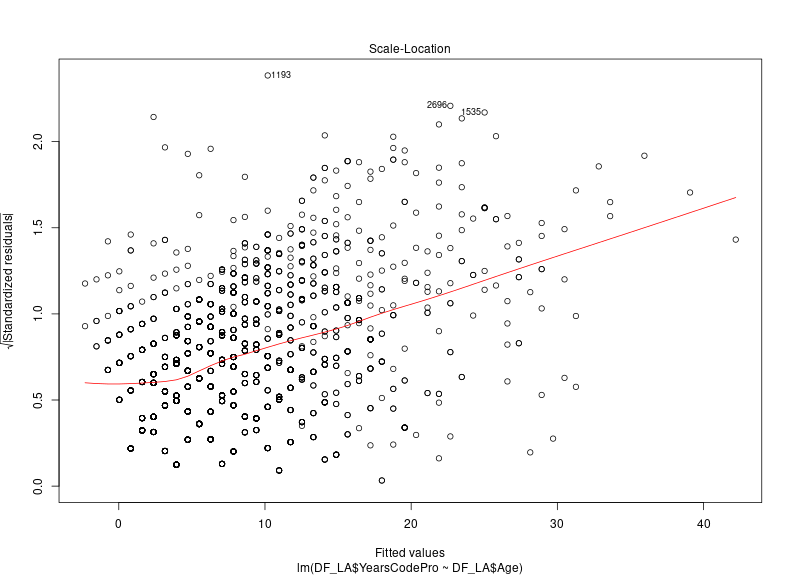 Scale-Location
√|Standardized residuals|
2.0
1.5
1.0
0.5
0.0
1193
2696
1535
0 10 20 30 40
Fitted values
lm(DF_LA$YearsCodePro ~ DF_LA$Age)